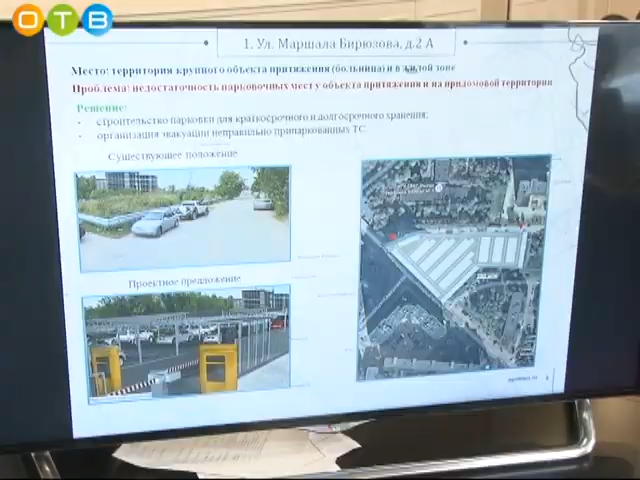 ОТВ
1. Ул. Маршала Бирюзова, д.2 А
Место: территория крупного объекта притяжения (больница) и в жилой зоне
Проблема: недостаточность парковочных мест у объекта притяжения и на придомовой территории
Решение:
- строительство парковки для краткосрочного и долгосрочного хранения;
- организация эвакуации неправильно припаркованных ТС
Существующее положение
Проектное предложение